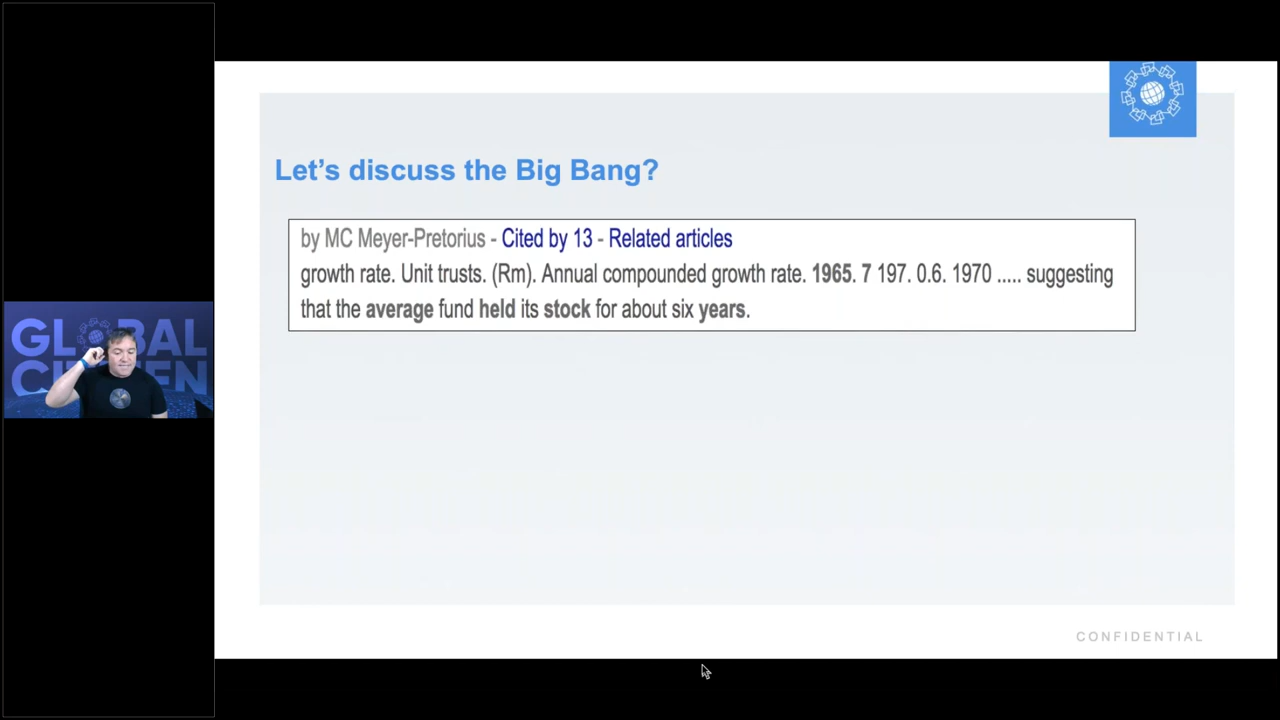 Let's discuss the Big Bang?
by MC Meyer-Pretorius - Cited by 13 - Related articles
growth rate. Unit trusts. (Rm). Annual compounded growth rate. 1965. 7 197. 0.6. 1970 ..... suggesting
that the average fund held its stock for about six years.
GLOBAL
CITIZEN
CONFIDENTIAL